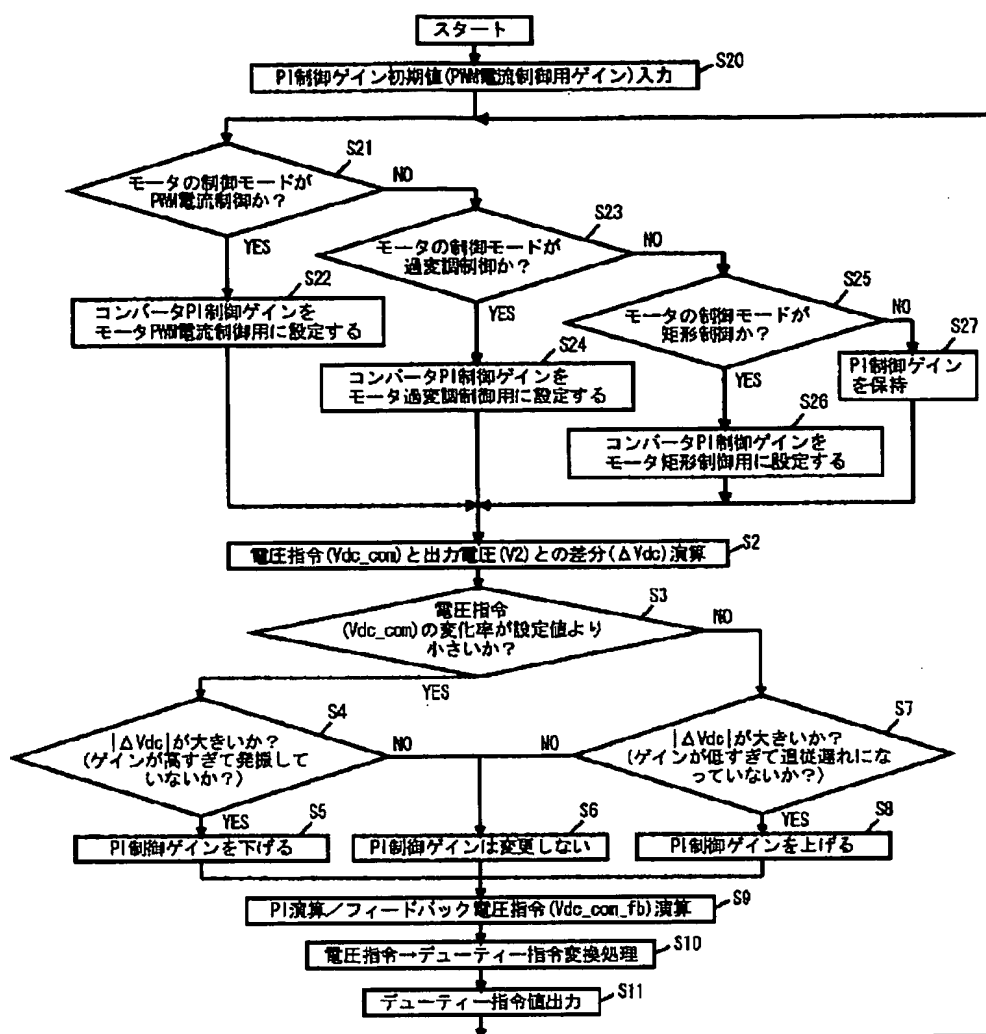 スタート
S20
PI制御ゲイン初期値(PWM電流制御用ゲイン)入力
S21
モータの制御モードが
PWM電流制御か?
NO
YES
S23
モータの制御モードが
過変調制御か?
NO
YES
S22
コンバータPI制御ゲインを
モータPWM電流制御用に設定する
S25
モータの制御モードが
矩形制御か?
NO
YES
S24
コンバータPI制御ゲインを
モータ過変調制御用に設定する
S27
PI制御ゲイン
を保持
S26
コンバータPI制御ゲインを
モータ矩形制御用に設定する
S2
電圧指令(Vdc_com)と出力電圧(V2)との差分(ΔVdc)演算
S3
電圧指令
(Vdc_com)の変化率が設定値より
小さいか?
NO
YES
S4
|ΔVdc|が大きいか?
(ゲインが高すぎて発振して
いないか?)
NO
YES
S7
|ΔVdc|が大きいか?
(ゲインが低すぎて追従遅れにな
っていないか?)
NO
YES
S5
PI制御ゲインを下げる
S6
PI制御ゲインは変更しない
S8
PI制御ゲインを上げる
S9
PI演算/フィードバック電圧指令(Vdc_com_fb)演算
S10
電圧指令→デューティー指令変換処理
S11
デューティー指令値出力